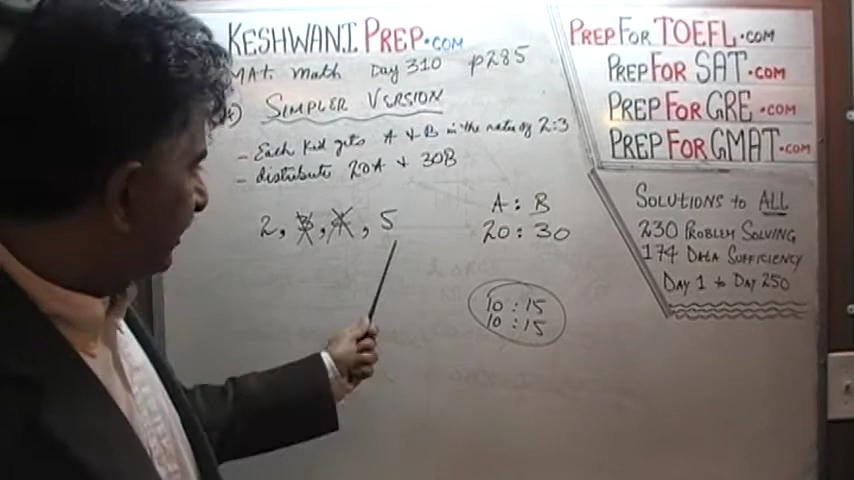 KESHWANI PREP.COM
MAT. Math Day 310 p285
SIMPLER VERSION
- Each kid gets A & B in the ratio of 2:3
- distribute 20A & 30B
2, 3, 4, 5
A : B
20 : 30
10 : 15
10 : 15
PREP FOR TOEFL.COM
PREP FOR SAT.COM
PREP FOR GRE.COM
PREP FOR GMAT.COM
SOLUTIONS to ALL
230 PROBLEM SOLVING
174 DATA SUFFICIENCY
DAY 1 to DAY 250